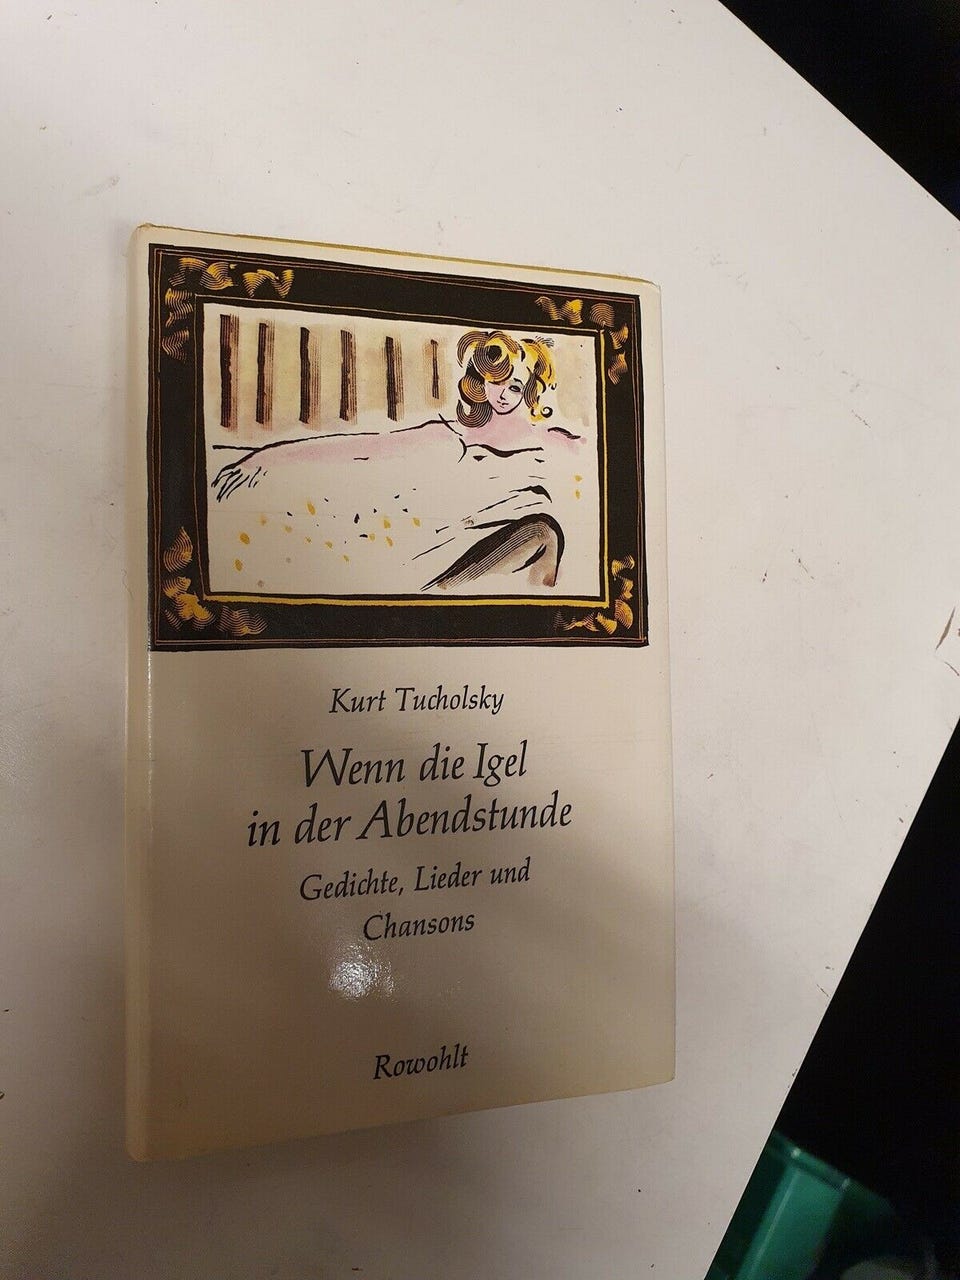 Kurt Tucholsky
Wenn die Igel
in der Abendstunde
Gedichte, Lieder und
Chansons
Rowohlt